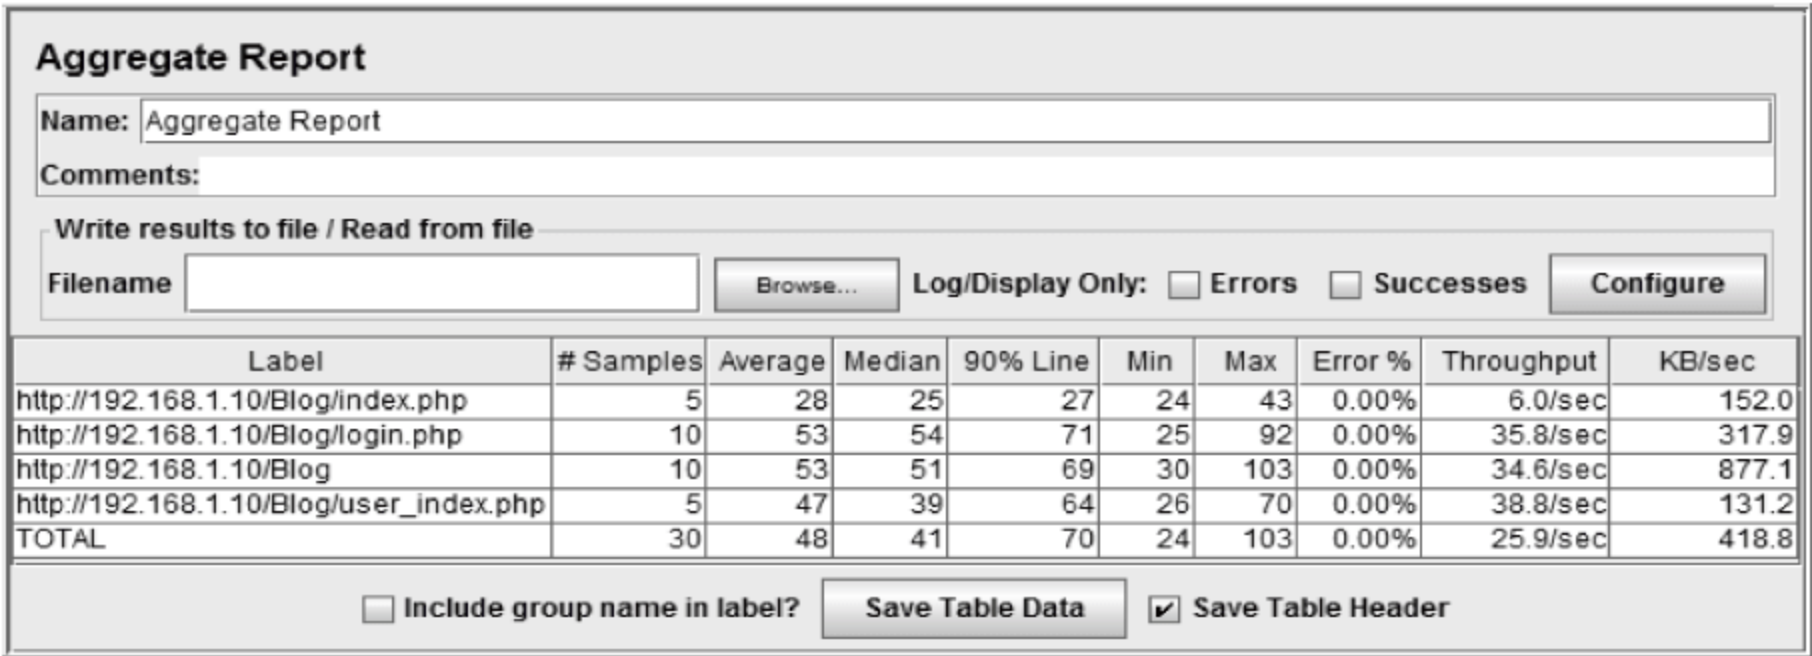 Aggregate Report
Name: Aggregate Report
Comments:
Write results to file / Read from file
Filename Browse... Log/Display Only: Errors Successes Configure
Label # Samples Average Median 90% Line Min Max Error % Throughput KB/sec
http://192.168.1.10/Blog/index.php 5 28 25 27 24 43 0.00% 6.0/sec 152.0
http://192.168.1.10/Blog/login.php 10 53 54 71 25 92 0.00% 35.8/sec 317.9
http://192.168.1.10/Blog 10 53 51 69 30 103 0.00% 34.6/sec 877.1
http://192.168.1.10/Blog/user_index.php 5 47 39 64 26 70 0.00% 38.8/sec 131.2
TOTAL 30 48 41 70 24 103 0.00% 25.9/sec 418.8
Include group name in label? Save Table Data Save Table Header